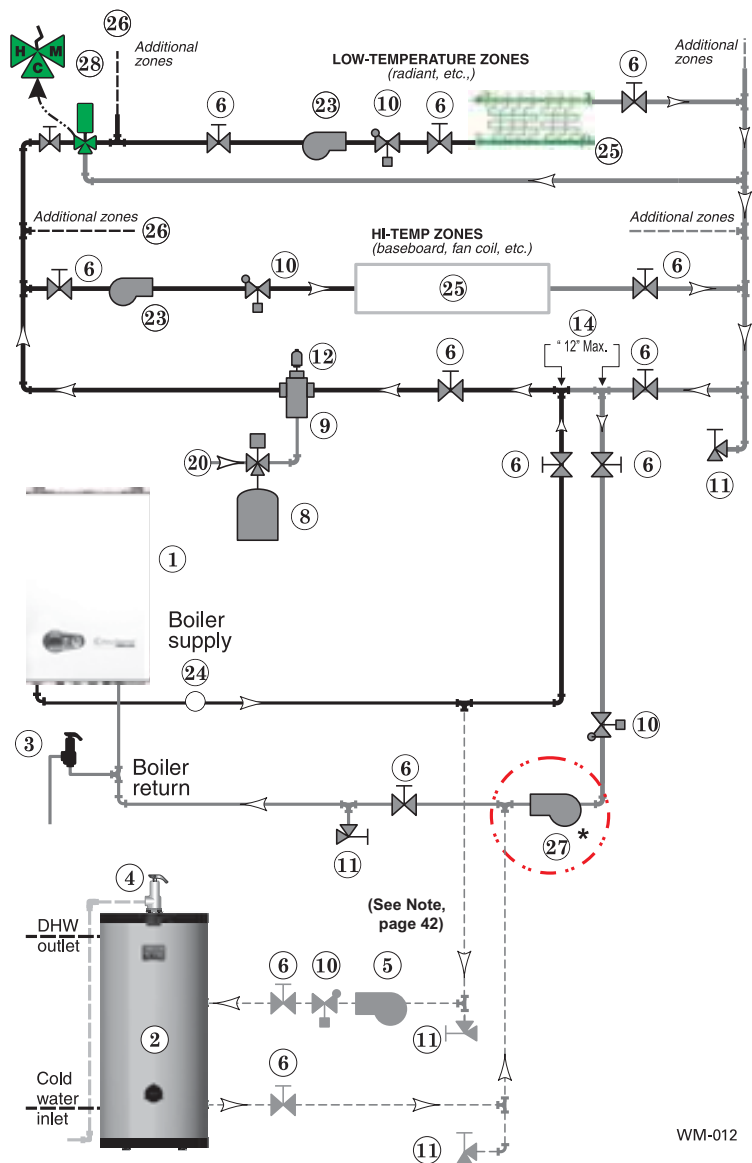 26
Additional
zones
H
M
C
28
LOW-TEMPERATURE ZONES
(radiant, etc.,)
Additional
zones
6
6
23
10
6
25
Additional zones
26
HI-TEMP ZONES
(baseboard, fan coil, etc.)
Additional zones
6
10
25
6
23
14
" 12" Max.
12
6
6
9
20
6
6
11
8
1
Boiler
supply
24
3
10
Boiler
return
6
11
27
*
4
(See Note,
page 42)
DHW
outlet
6
10
5
2
11
6
Cold
water
inlet
11
WM-012